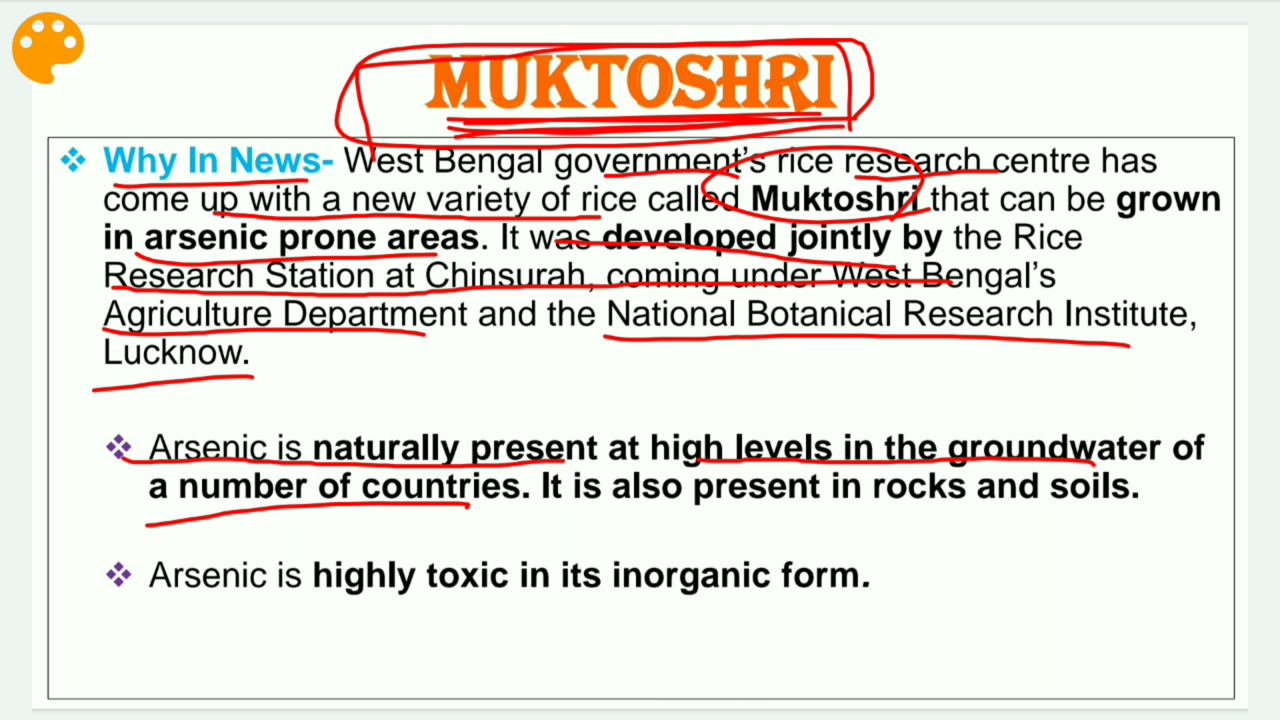 MUKTOSHRI
Why In News- West Bengal government’s rice research centre has
come up with a new variety of rice called Muktoshri that can be grown
in arsenic prone areas. It was developed jointly by the Rice
Research Station at Chinsurah, coming under West Bengal’s
Agriculture Department and the National Botanical Research Institute,
Lucknow.
Arsenic is naturally present at high levels in the groundwater of
a number of countries. It is also present in rocks and soils.
Arsenic is highly toxic in its inorganic form.